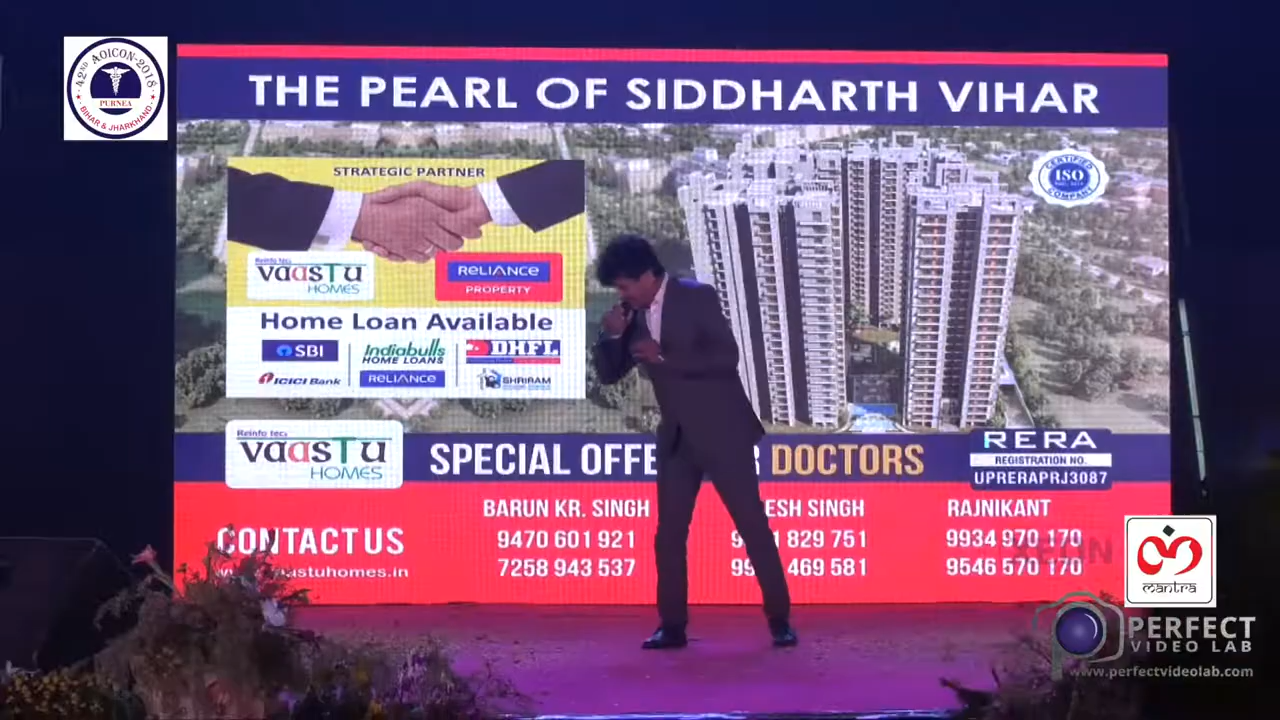 42ND AOICON-2018
PURNEA
BIHAR & JHARKHAND
THE PEARL OF SIDDHARTH VIHAR
STRATEGIC PARTNER
CERTIFIED
ISO
COMPANY
vaasTu
HOMES
RELIANCE
PROPERTY
Home Loan Available
SBI
Indiabulls
HOME LOANS
DHFL
ICICI Bank
RELIANCE
SHRIRAM
vaasTu
HOMES
SPECIAL OFFE R DOCTORS
RERA
REGISTRATION NO.
UPRERAPRJ3087
CONTACT US
BARUN KR. SINGH
9470 601 921
7258 943 537
ESH SINGH
829 751
469 581
RAJNIKANT
9934 970 170
9546 570 170
mantra
PERFECT
VIDEO LAB
www.perfectvideolab.com